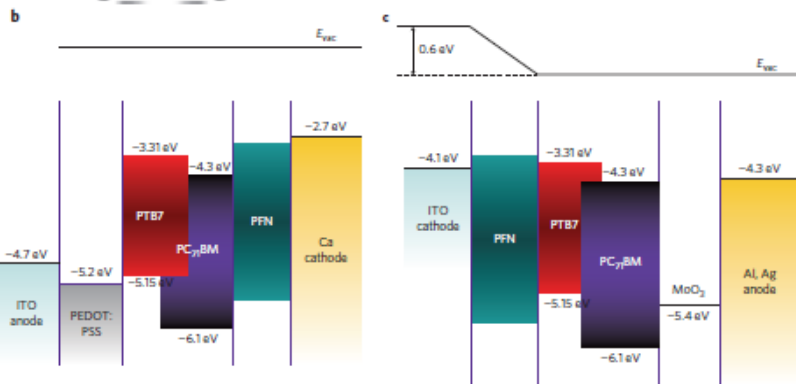 b
E_vac
−2.7 eV
−3.31 eV
−4.3 eV
PTB7
PFN
PC₇₁BM
Ca
cathode
−4.7 eV
−5.2 eV
−5.15 eV
ITO
anode
PEDOT:
PSS
−6.1 eV
c
0.6 eV
E_vac
−4.1 eV
−3.31 eV
−4.3 eV
−4.3 eV
ITO
cathode
PFN
PTB7
PC₇₁BM
MoO₃
Al, Ag
anode
−5.15 eV
−5.4 eV
−6.1 eV